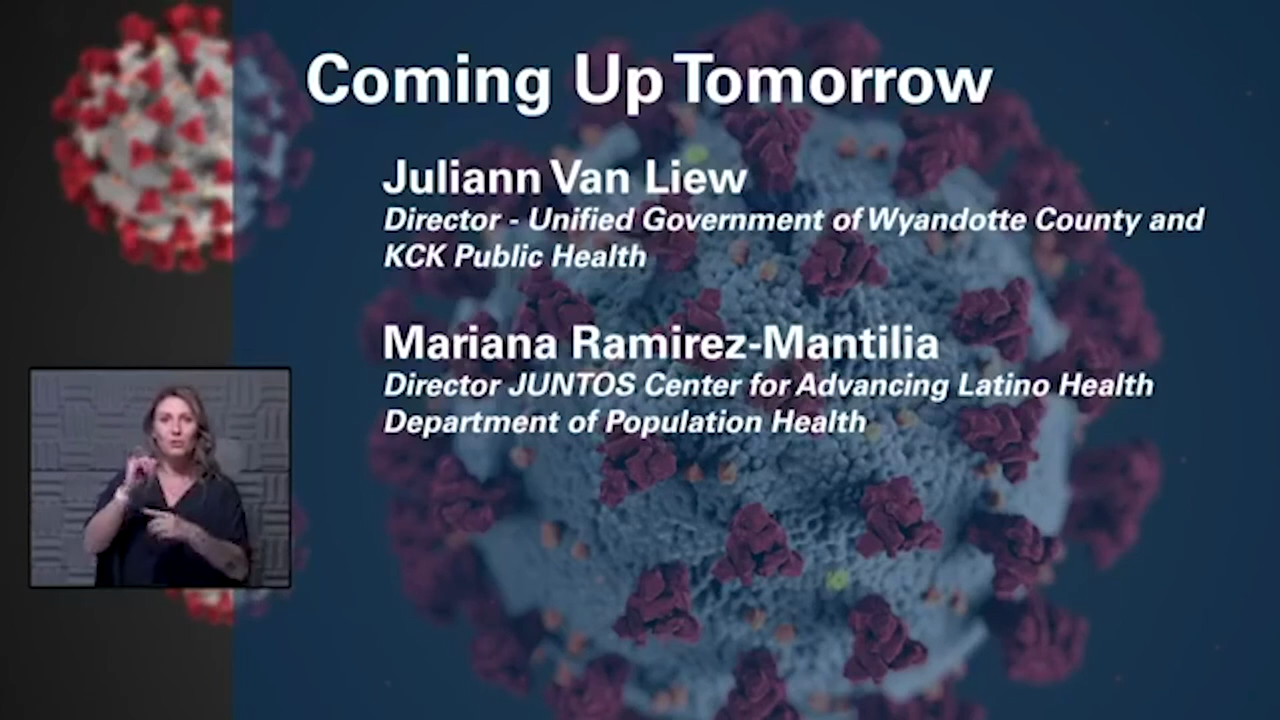 Coming Up Tomorrow
Juliann Van Liew
Director - Unified Government of Wyandotte County and
KCK Public Health
Mariana Ramirez-Mantilia
Director JUNTOS Center for Advancing Latino Health
Department of Population Health